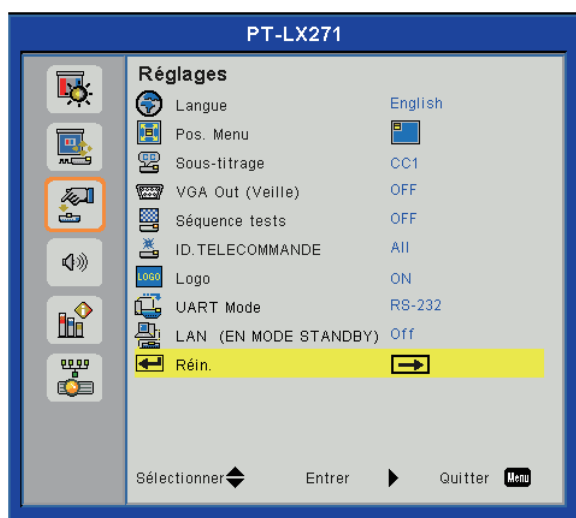 PT-LX271
Réglages
Langue English
Pos. Menu
Sous-titrage CC1
VGA Out (Veille) OFF
Séquence tests OFF
ID.TELECOMMANDE All
LOGO Logo ON
UART Mode RS-232
LAN (EN MODE STANDBY) Off
Réin.
Sélectionner Entrer Quitter Menu